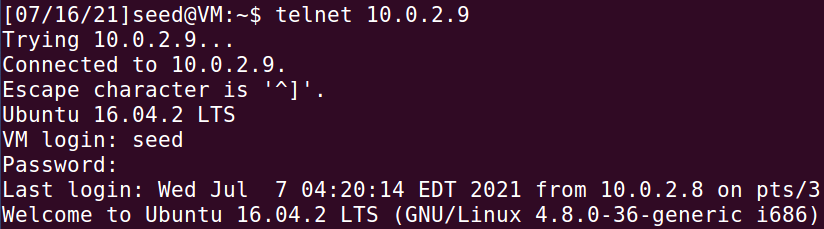 [07/16/21]seed@VM:~$ telnet 10.0.2.9
Trying 10.0.2.9...
Connected to 10.0.2.9.
Escape character is '^]'.
Ubuntu 16.04.2 LTS
VM login: seed
Password:
Last login: Wed Jul  7 04:20:14 EDT 2021 from 10.0.2.8 on pts/3
Welcome to Ubuntu 16.04.2 LTS (GNU/Linux 4.8.0-36-generic i686)